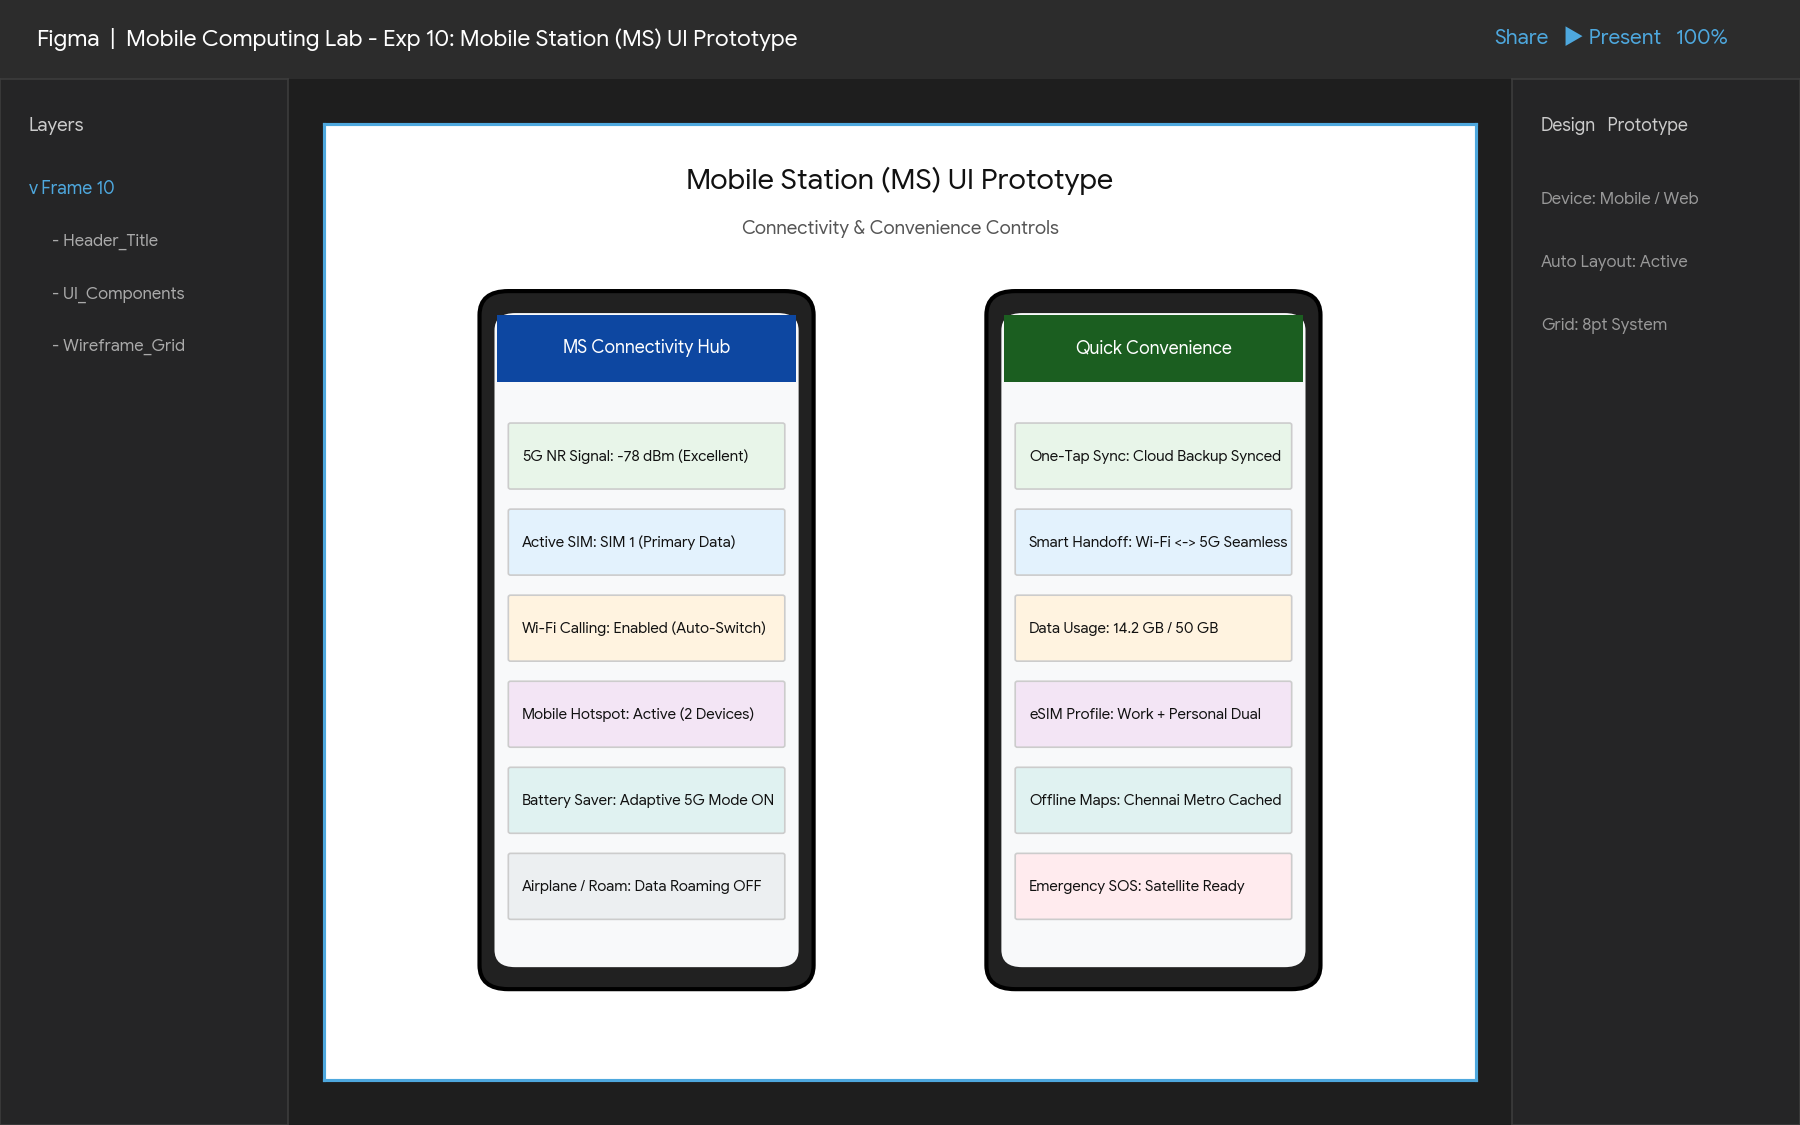 Figma | Mobile Computing Lab - Exp 10: Mobile Station (MS) UI Prototype
Share ▶ Present 100%
Layers
v Frame 10
- Header_Title
- UI_Components
- Wireframe_Grid
Mobile Station (MS) UI Prototype
Connectivity & Convenience Controls
MS Connectivity Hub
5G NR Signal: -78 dBm (Excellent)
Active SIM: SIM 1 (Primary Data)
Wi-Fi Calling: Enabled (Auto-Switch)
Mobile Hotspot: Active (2 Devices)
Battery Saver: Adaptive 5G Mode ON
Airplane / Roam: Data Roaming OFF
Quick Convenience
One-Tap Sync: Cloud Backup Synced
Smart Handoff: Wi-Fi <-> 5G Seamless
Data Usage: 14.2 GB / 50 GB
eSIM Profile: Work + Personal Dual
Offline Maps: Chennai Metro Cached
Emergency SOS: Satellite Ready
Design Prototype
Device: Mobile / Web
Auto Layout: Active
Grid: 8pt System